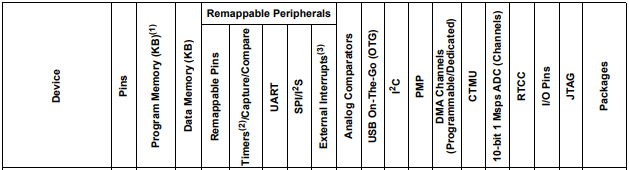 Remappable Peripherals
Device
Pins
Program Memory (KB)(1)
Data Memory (KB)
Remappable Pins
Timers(2)/Capture/Compare
UART
SPI/I2S
External Interrupts(3)
Analog Comparators
USB On-The-Go (OTG)
I2C
PMP
DMA Channels
(Programmable/Dedicated)
CTMU
10-bit 1 Msps ADC (Channels)
RTCC
I/O Pins
JTAG
Packages